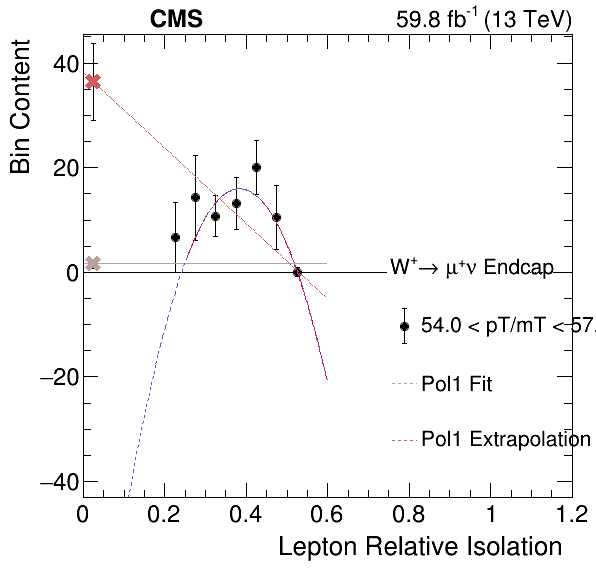 CMS 59.8 fb⁻¹ (13 TeV)
Bin Content
40
20
0
−20
−40
W⁺→ μ⁺ν Endcap
54.0 < pT/mT < 57.
Pol1 Fit
Pol1 Extrapolation
0 0.2 0.4 0.6 0.8 1 1.2
Lepton Relative Isolation